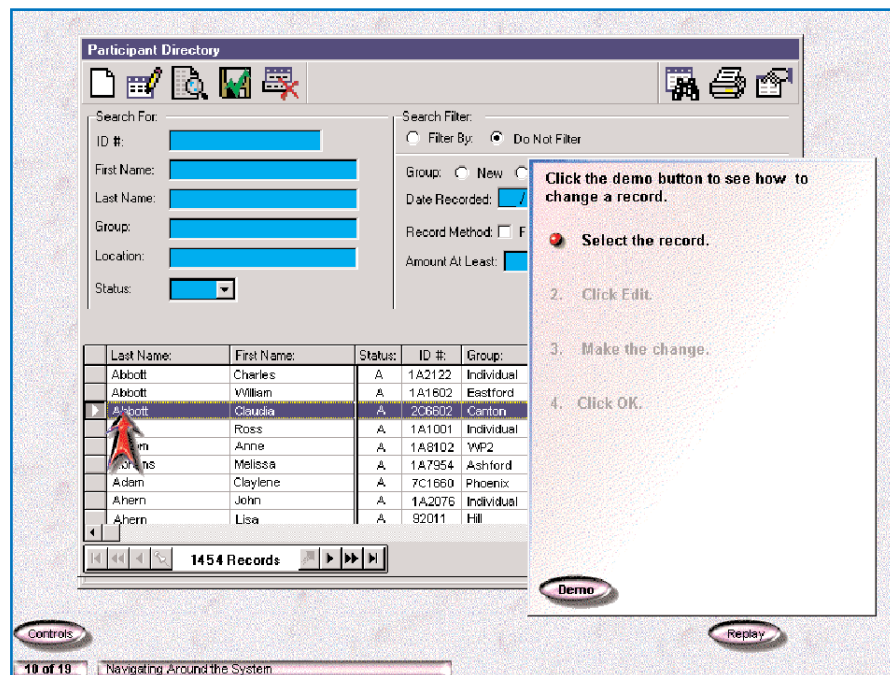 Participant Directory
Search For:
ID #:
First Name:
Last Name:
Group:
Location:
Status:
Search Filter:
Filter By:
Do Not Filter
Group:
New
Date Recorded: /
Record Method: F
Amount At Least:
Click the demo button to see how to
change a record.
Select the record.
2. Click Edit.
3. Make the change.
4. Click OK.
Demo
Last Name: First Name: Status: ID #: Group:
Abbott Charles A 1A2122 Individual
Abbott William A 1A1602 Eastford
Abbott Claudia A 2C6602 Canton
Ross A 1A1001 Individual
Anne A 1A8102 WP2
Melissa A 1A7954 Ashford
Adam Claylene A 7C1660 Phoenix
Ahern John A 1A2076 Individual
Ahern Lisa A 92011 Hill
1454 Records
Controls
Replay
10 of 19
Navigating Around the System